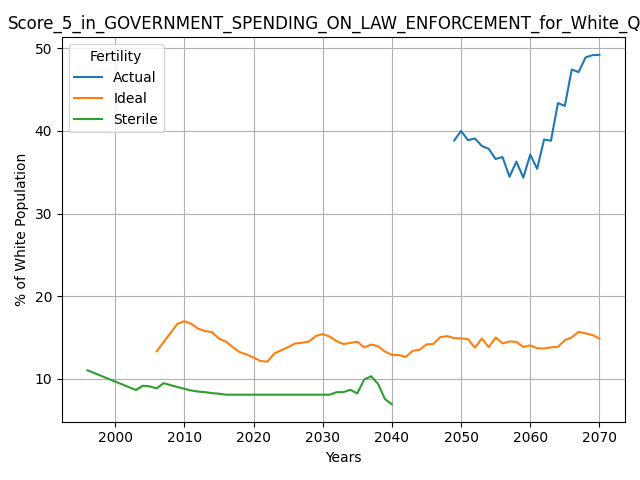 Score_5_in_GOVERNMENT_SPENDING_ON_LAW_ENFORCEMENT_for_White_Q
Fertility
Actual
Ideal
Sterile
% of White Population
50
40
30
20
10
2000 2010 2020 2030 2040 2050 2060 2070
Years